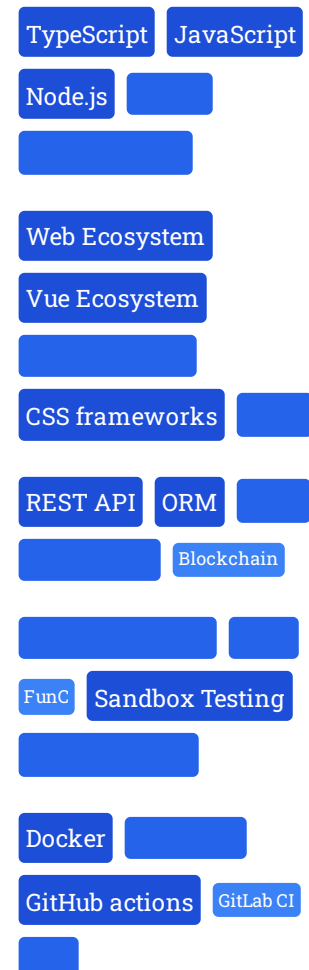 TypeScript JavaScript
Node.js
Web Ecosystem
Vue Ecosystem
CSS frameworks
REST API ORM
Blockchain
FunC Sandbox Testing
Docker
GitHub actions GitLab CI